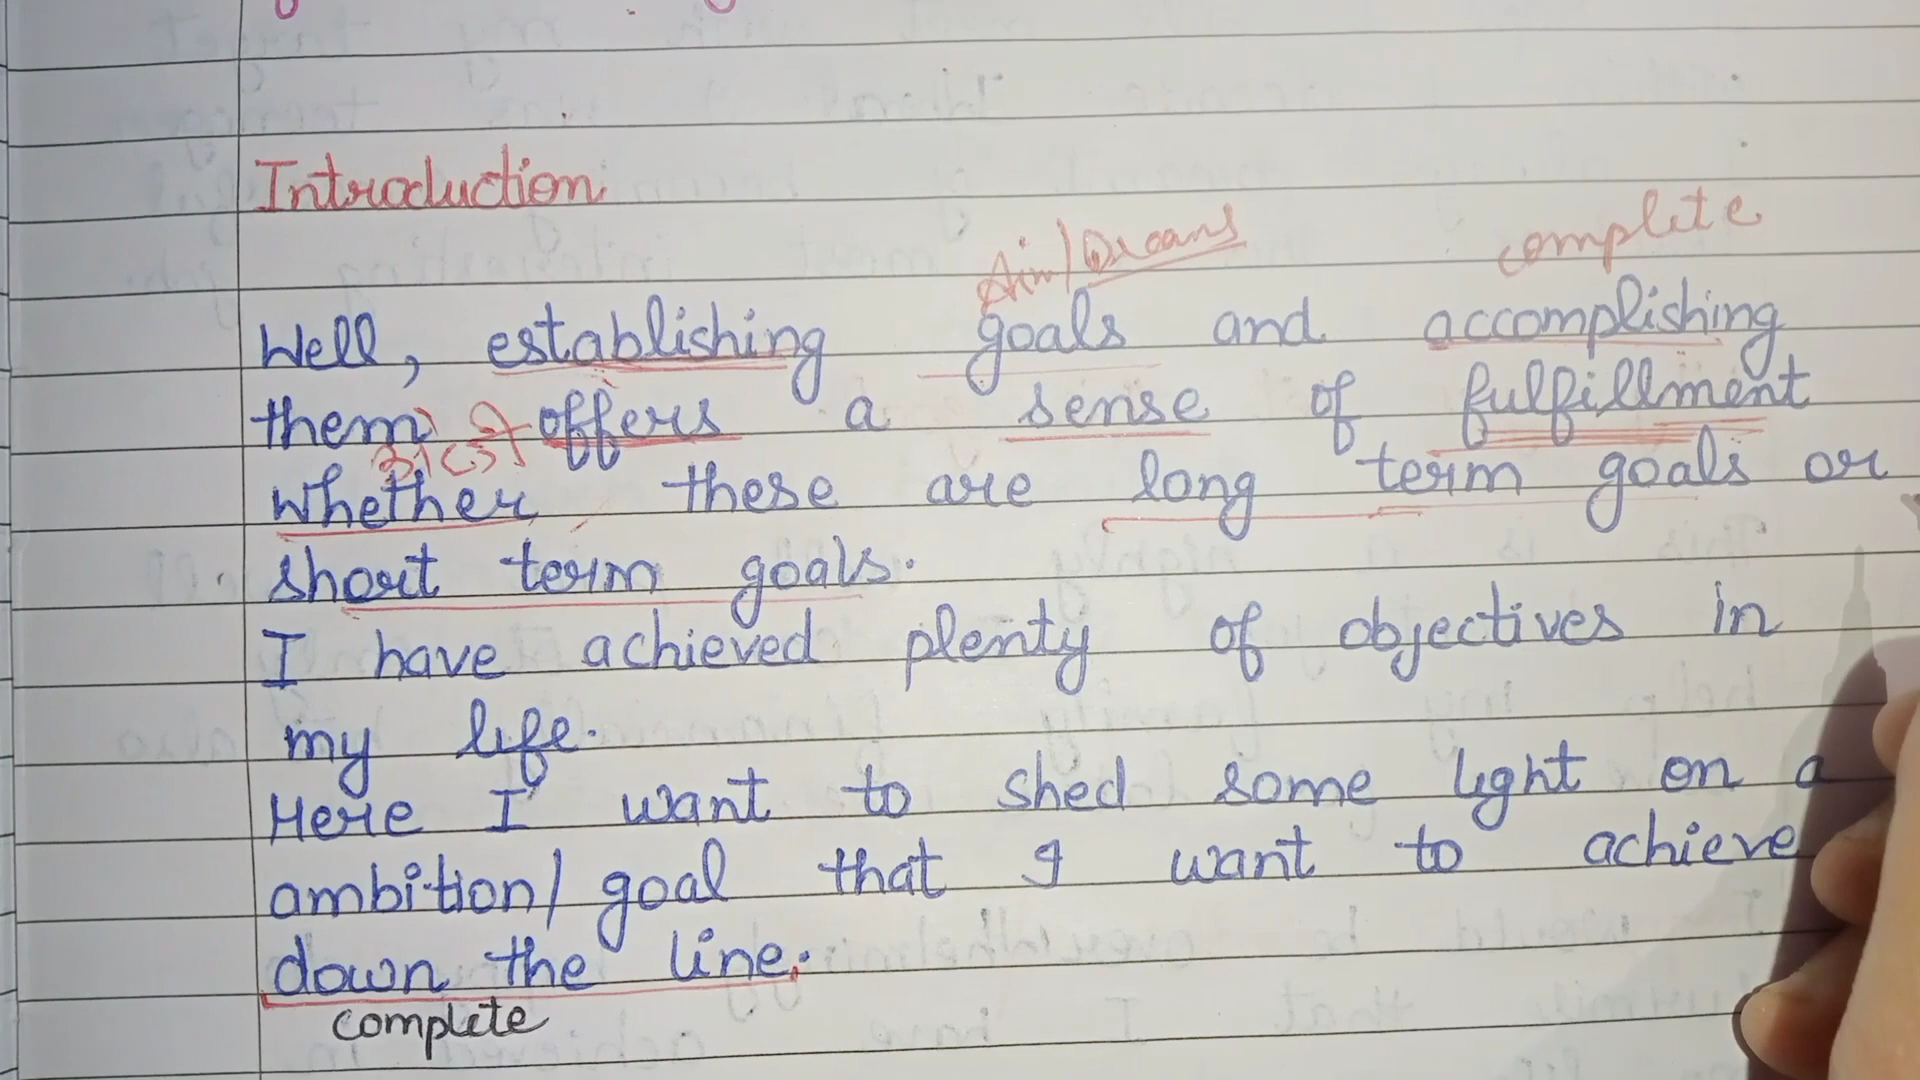 Introduction
Aim/Dreams complete
Well, establishing goals and accomplishing
them offers a sense of fulfillment
whether these are long term goals or
short term goals.
I have achieved plenty of objectives in
my life.
Here I want to shed some light on a
ambition/goal that I want to achieve
down the line.
complete